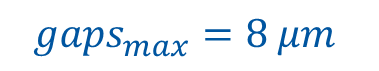 gaps_max = 8 μm